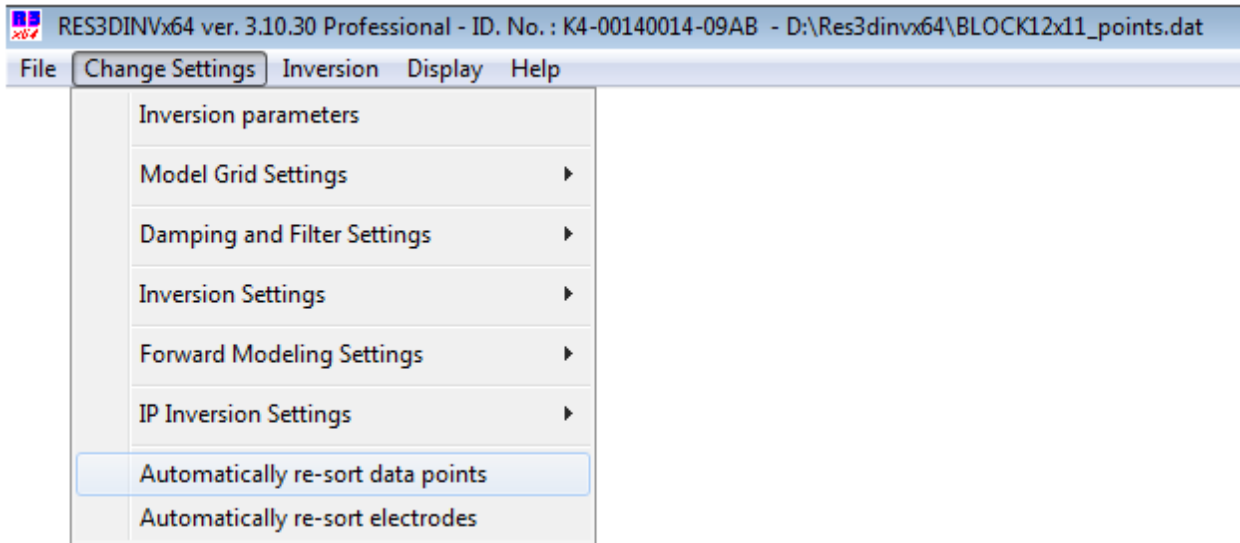 RES3DINVx64 ver. 3.10.30 Professional - ID. No. : K4-00140014-09AB - D:\Res3dinvx64\BLOCK12x11_points.dat
File Change Settings Inversion Display Help
Inversion parameters
Model Grid Settings
Damping and Filter Settings
Inversion Settings
Forward Modeling Settings
IP Inversion Settings
Automatically re-sort data points
Automatically re-sort electrodes